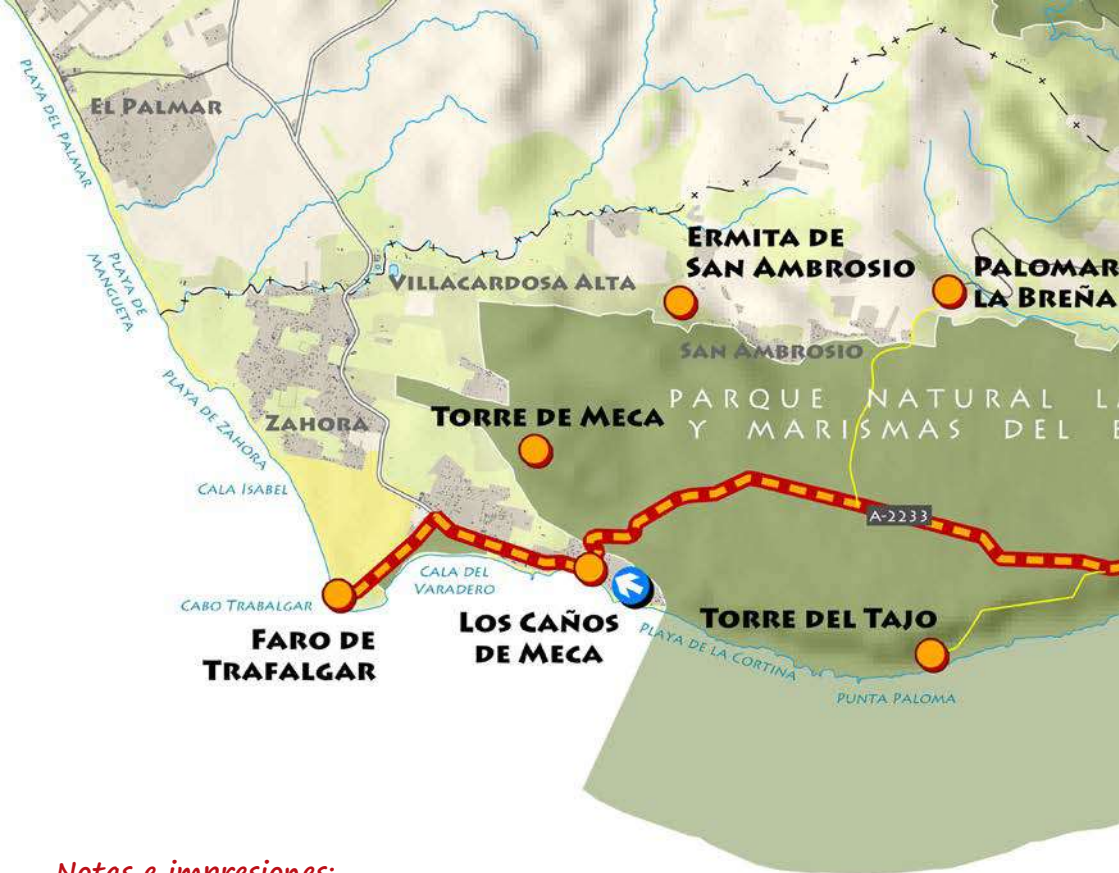 PLAYA DEL PALMAR
EL PALMAR
PLAYA DE
MANGUETA
ERMITA DE
SAN AMBROSIO
PALOMAR
LA BREÑA
VILLACARDOSA ALTA
SAN AMBROSIO
PLAYA DE ZAHORA
ZAHORA
TORRE DE MECA
PARQUE NATURAL L
Y MARISMAS DEL
CALA ISABEL
A-2233
CALA DEL
VARADERO
CABO TRABALGAR
LOS CAÑOS
DE MECA
FARO DE
TRAFALGAR
PLAYA DE LA CORTINA
TORRE DEL TAJO
PUNTA PALOMA
Notas e impresiones: